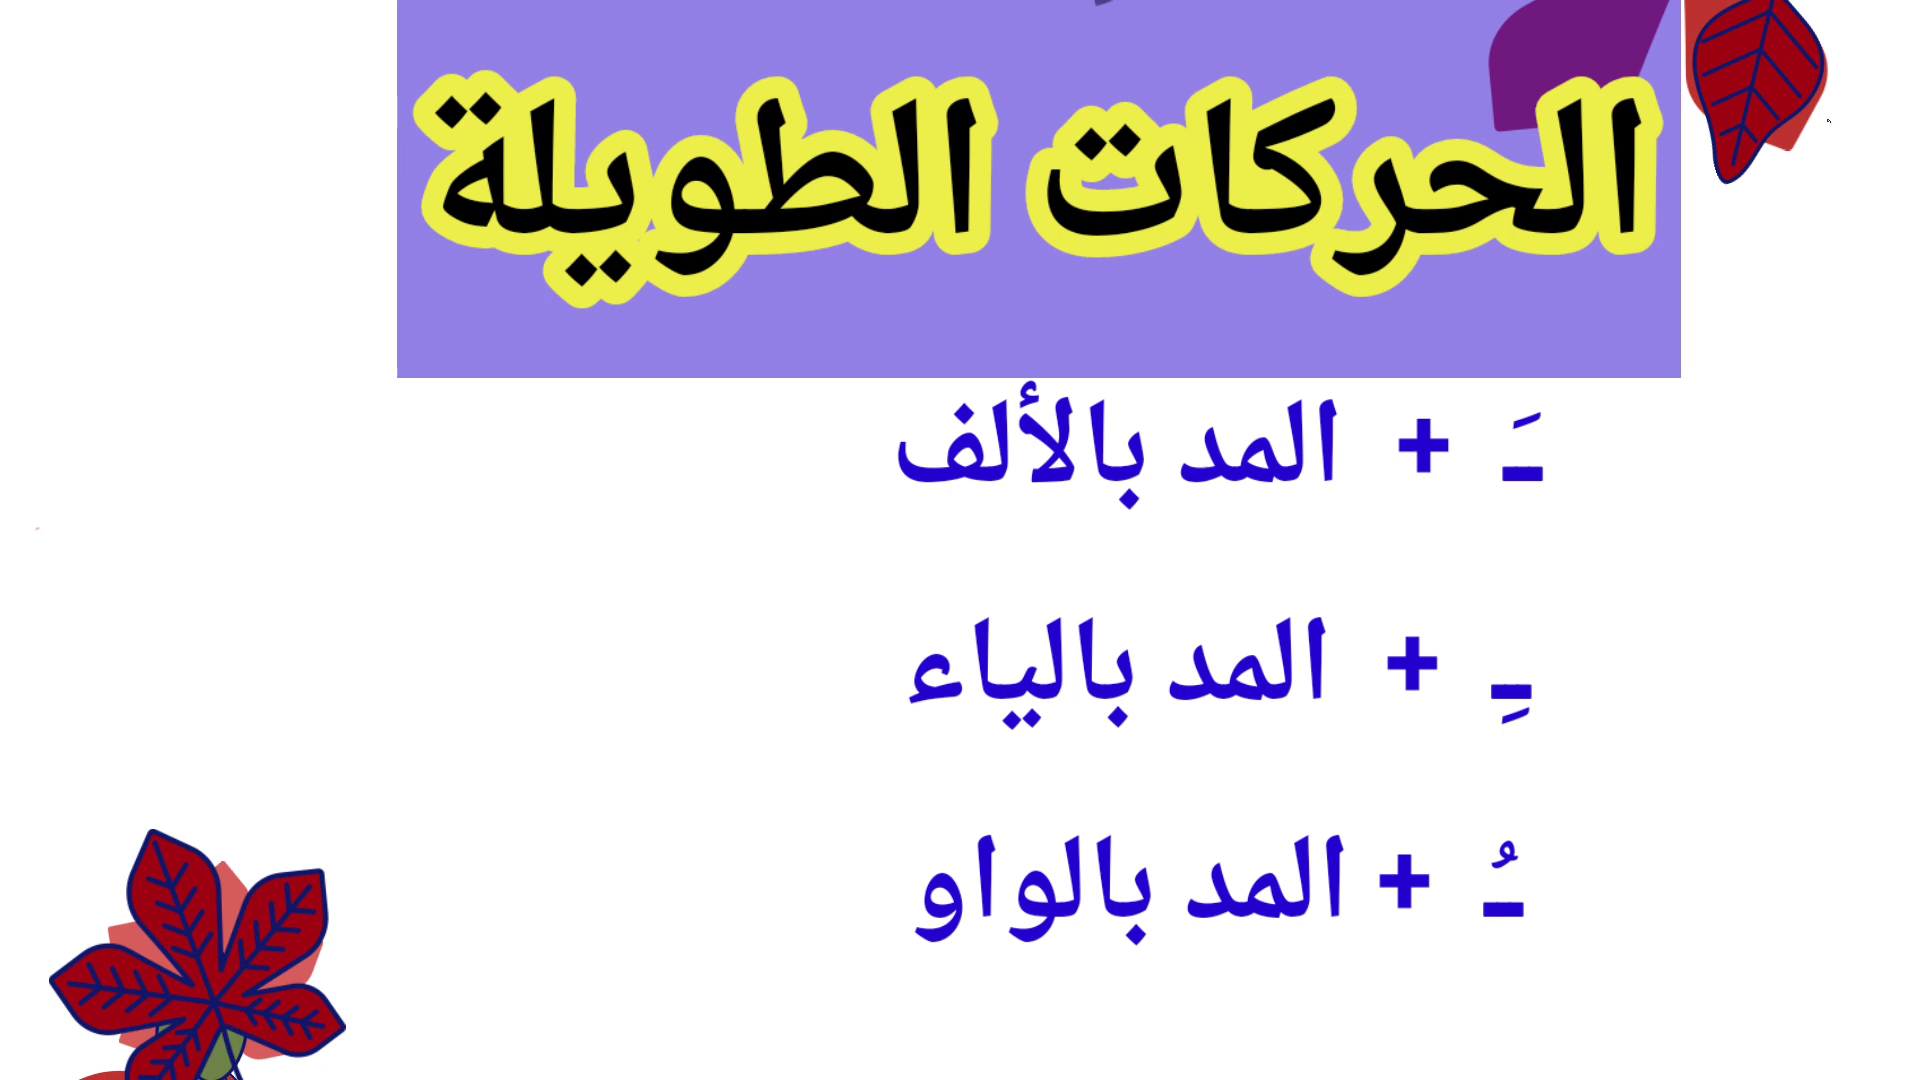 الحركات الطويلة
ـَ + المد بالألف
ـِ + المد بالياء
ـُ + المد بالواو